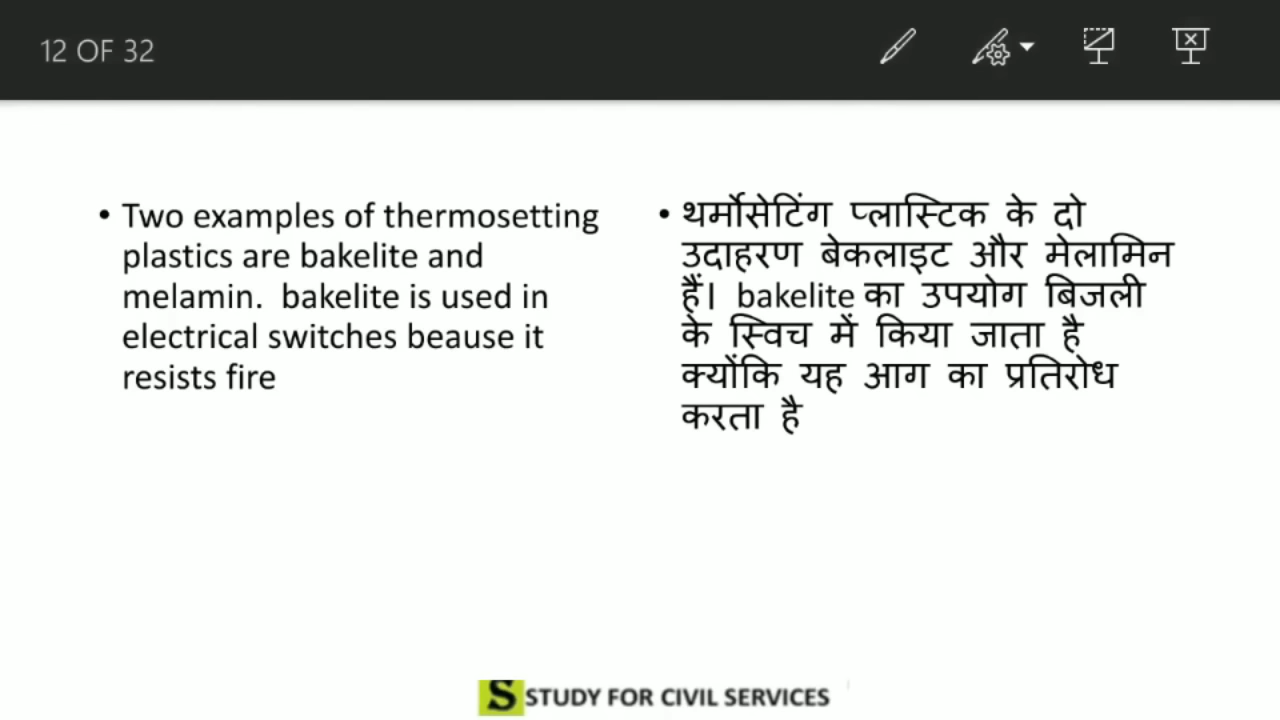 12 OF 32
• Two examples of thermosetting
plastics are bakelite and
melamin.  bakelite is used in
electrical switches beause it
resists fire
• थर्मोसेटिंग प्लास्टिक के दो
उदाहरण बेकलाइट और मेलामिन
हैं। bakelite का उपयोग बिजली
के स्विच में किया जाता है
क्योंकि यह आग का प्रतिरोध
करता है
S STUDY FOR CIVIL SERVICES